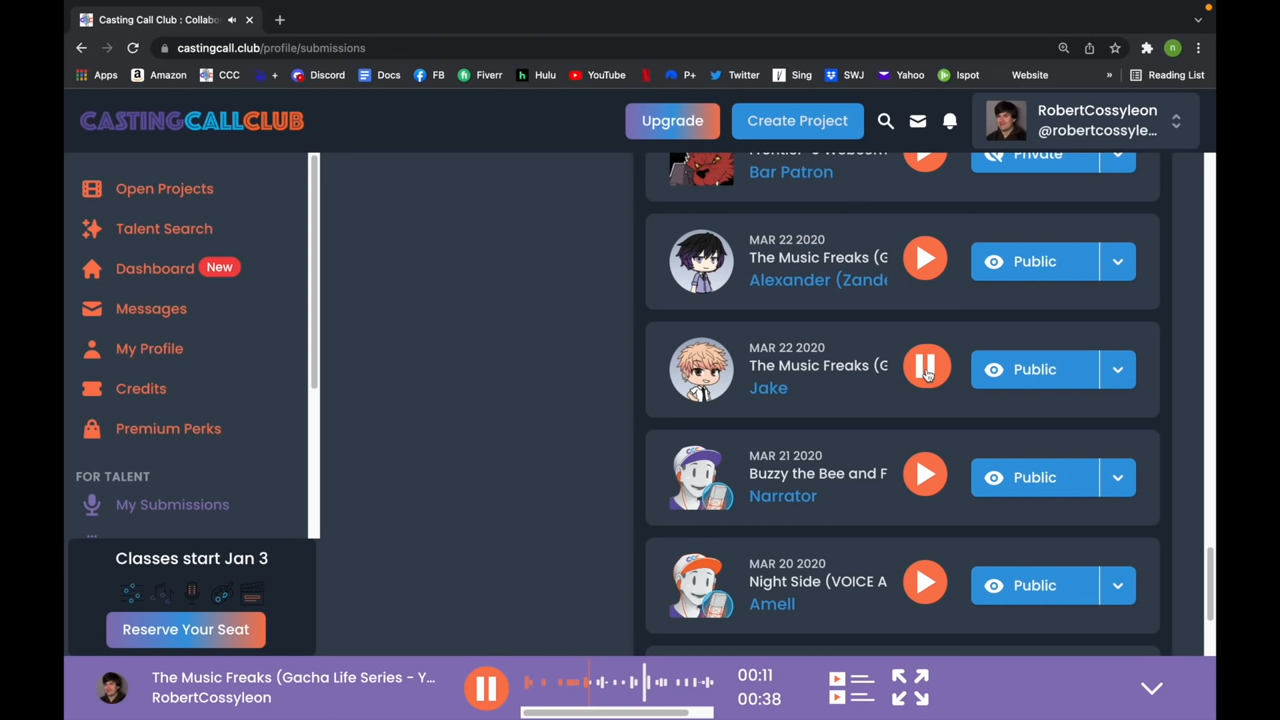 Casting Call Club : Collabo
castingcall.club/profile/submissions
n
Apps Amazon CCC + Discord Docs FB Fiverr Hulu YouTube P+ Twitter Sing SWJ Yahoo Ispot Website » Reading List
CASTINGCALLCLUB
Upgrade
Create Project
RobertCossyleon
@robertcossyle...
Open Projects
Talent Search
Dashboard New
Messages
My Profile
Credits
Premium Perks
FOR TALENT
My Submissions
Classes start Jan 3
Reserve Your Seat
Bar Patron
Private
MAR 22 2020
The Music Freaks (G
Alexander (Zande
Public
MAR 22 2020
The Music Freaks (G
Jake
Public
MAR 21 2020
Buzzy the Bee and F
Narrator
Public
MAR 20 2020
Night Side (VOICE A
Amell
Public
The Music Freaks (Gacha Life Series - Y...
RobertCossyleon
00:11
00:38